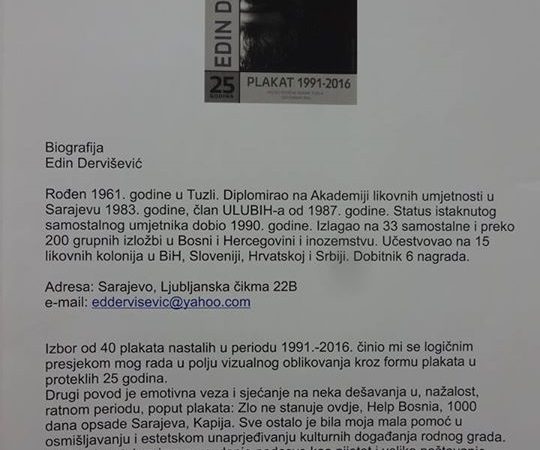 EDIN D
25
GODINA
PLAKAT 1991-2016
Biografija
Edin Dervišević
Rođen 1961. godine u Tuzli. Diplomirao na Akademiji likovnih umjetnosti u
Sarajevu 1983. godine, član ULUBIH-a od 1987. godine. Status istaknutog
samostalnog umjetnika dobio 1990. godine. Izlagao na 33 samostalne i preko
200 grupnih izložbi u Bosni i Hercegovini i inozemstvu. Učestvovao na 15
likovnih kolonija u BiH, Sloveniji, Hrvatskoj i Srbiji. Dobitnik 6 nagrada.
Adresa: Sarajevo, Ljubljanska čikma 22B
e-mail: eddervisevic@yahoo.com
Izbor od 40 plakata nastalih u periodu 1991.-2016. činio mi se logičnim
presjekom mog rada u polju vizualnog oblikovanja kroz formu plakata u
proteklih 25 godina.
Drugi povod je emotivna veza i sjećanje na neka dešavanja u, nažalost,
ratnom periodu, poput plakata: Zlo ne stanuje ovdje, Help Bosnia, 1000
dana opsade Sarajeva, Kapija. Sve ostalo je bila moja mala pomoć u
osmišljavanju i estetskom unaprjeđivanju kulturnih događanja rodnog grada.